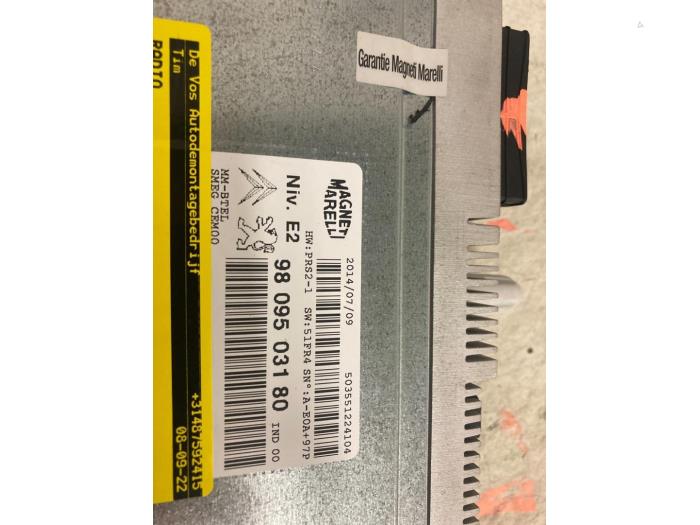 Garantie Magneti Marelli
MAGNETI
MARELLI
2014/07/09
503551224104
HW:PRS2-1 SW:51FR4 SN°:A-E0A+97P
Niv. E2 98 095 031 80 IND 00
MM-BTEL
SMEG CEM00
De Vos Autodemontagebedrijf
+31487592415
Tim
08-09-22
RADIO